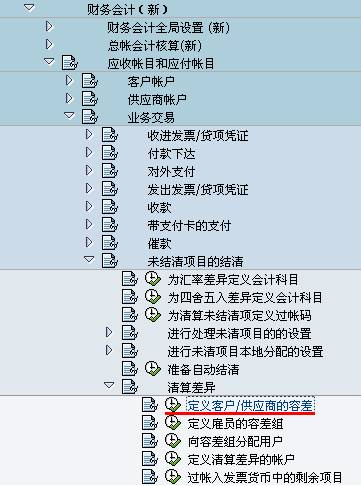 财务会计（新）
财务会计全局设置 (新)
总帐会计核算(新)
应收帐目和应付帐目
客户帐户
供应商帐户
业务交易
收进发票/贷项凭证
付款下达
对外支付
发出发票/贷项凭证
收款
带支付卡的支付
催款
未结清项目的结清
为汇率差异定义会计科目
为四舍五入差异定义会计科目
为清算未结清项定义过帐码
进行处理未清项目的的设置
进行未清项目本地分配的设置
准备自动结清
清算差异
定义客户/供应商的容差
定义雇员的容差组
向容差组分配用户
定义清算差异的帐户
过帐入发票货币中的剩余项目